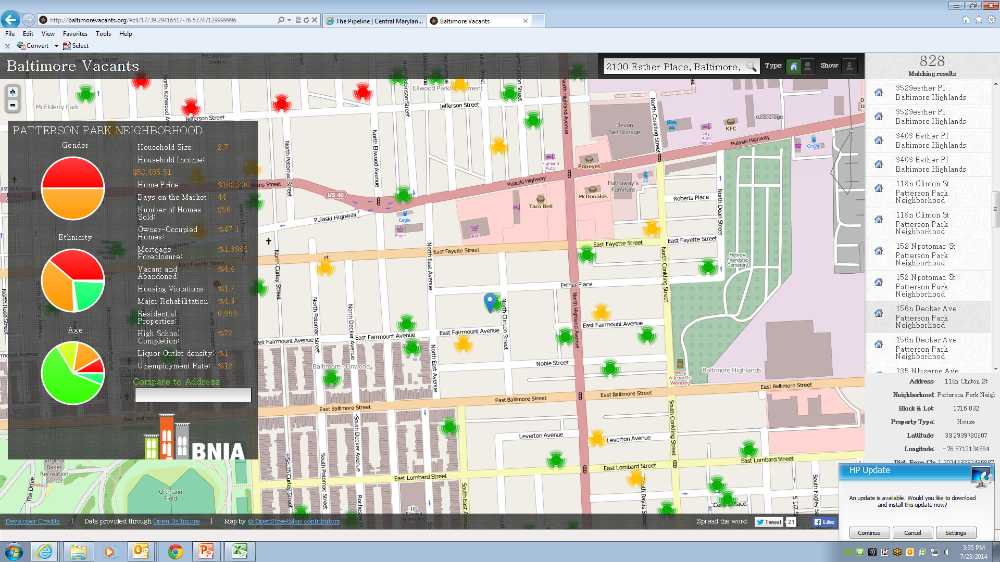 http://baltimorevacants.org/#zll/17/39.2941651/-76.57247129999996
The Pipeline | Central Marylan...
Baltimore Vacants
File Edit View Favorites Tools Help
Convert Select
Baltimore Vacants
2100 Esther Place, Baltimore,
Type:
Show:
828
Matching results
3529esther Pl
Baltimore Highlands
3529esther Pl
Baltimore Highlands
3403 Esther Pl
Baltimore Highlands
3403 Esther Pl
Baltimore Highlands
118n Clinton St
Patterson Park
Neighborhood
118n Clinton St
Patterson Park
Neighborhood
152 Npotomac St
Patterson Park
Neighborhood
152 Npotomac St
Patterson Park
Neighborhood
156n Decker Ave
Patterson Park
Neighborhood
156n Decker Ave
Patterson Park
Neighborhood
135 Nluzerne Ave
Address: 118n Clinton St
Neighborhood: Patterson Park Neigl
Block & Lot: 1716 032
Property Type: House
Lattitude: 39.2939780307
Longitude: -76.5712134684
Dist. From Ctr: 1.207443292436887
PATTERSON PARK NEIGHBORHOOD
Gender
Ethnicity
Age
Household Size: 2.7
Household Income:
$52,465.51
Home Price: $162,200
Days on the Market: 44
Number of Homes
Sold: 256
Owner-Occupied
Homes: %47.1
Mortgage
Foreclosure: %1.6984
Vacant and
Abandoned: %4.4
Housing Violations: %1.7
Major Rehabilitation: %4.9
Residential
Properties: 6,359
High School
Completion: %72
Liquor Outlet density: %1
Unemployment Rate: %12
Compare to Address
BNIA
Presbyterian
Church
McElderry Park
Jefferson Street
Jefferson Street
Ellwood Park/Monument
North Kenwood Avenue
North Potomac Street
North Ellwood Avenue
North Robinson Street
North Clinton Street
North Highland Avenue
North Conkling Street
Devon
Self Storage
ez Storage
KFC
City
Auto
Repair
Crown
Pulaski Highway
Highland
Auto
Popeyes
Pulaski Highway
Hathaway's
Furniture
BP
McDonalds
Taco Bell
Roberts Place
North Dean Street
US 40
Pulaski Highway
Eagle
Eagle
Aldi
East Fayette Street
East Fayette Street
East Fayette Street
East Fayette Street
Hebrew
Friendship
Cemetery
North Curley Street
North East Avenue
North Conkling Street
Esther Place
North Potomac Street
North Decker Avenue
North Clinton Street
North Highland Avenue
East Fairmount Avenue
East Fairmount Avenue
East Fairmount Avenue
East Fairmount Avenue
North East Avenue
Noble Street
Baltimore - Linwood
Harry
& Jeanette
Weinberg
Baltimore Highlands
East Baltimore Street
East Baltimore Street
East Baltimore Street
East Baltimore Street
East Baltimore
South Decker Avenue
South Conkling Street
Leverton Avenue
Leverton Avenue
East Lombard Street
East Lombard Street
East Lombard Street
South Curley Street
South Potomac Street
South East Avenue
South Baylis Street
South Fagley Street
Virginia
Baker
Recreation
Center
The Drive
Ortmann
Field
101
Ellwood
Apartments
Centre Place
Developer Credits | Data provided through Open Baltimore | Map by © OpenStreetMap contributors
Spread the word: Tweet 21 Like
HP Update
An update is available. Would you like to download
and install this update now?
Continue Cancel Settings
3:35 PM
7/23/2014